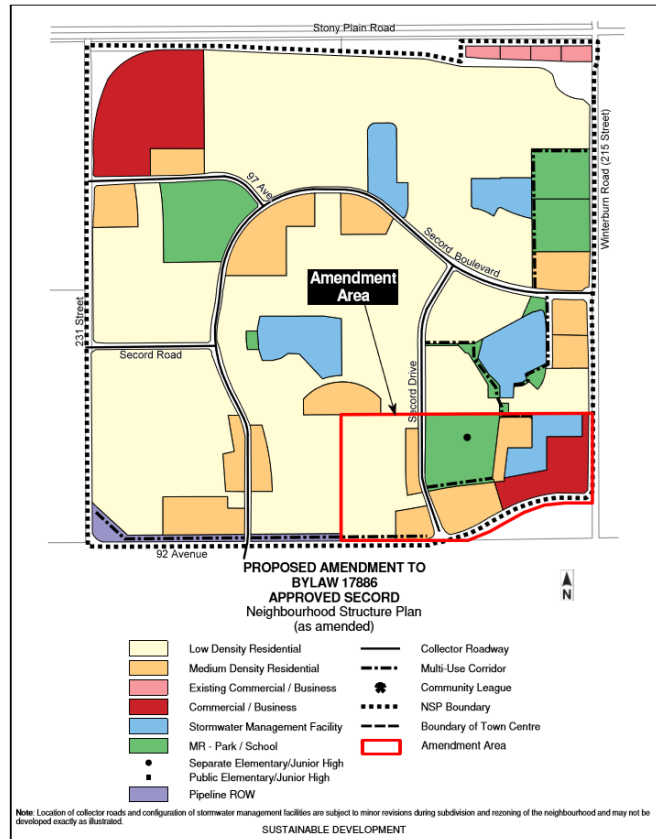 Stony Plain Road
Winterburn Road (215 Street)
97 Ave
Secord Boulevard
Amendment
Area
231 Street
Secord Road
Secord Drive
92 Avenue
PROPOSED AMENDMENT TO
BYLAW 17886
APPROVED SECORD
Neighbourhood Structure Plan
(as amended)
N
Low Density Residential
Medium Density Residential
Existing Commercial / Business
Commercial / Business
Stormwater Management Facility
MR - Park / School
Separate Elementary/Junior High
Public Elementary/Junior High
Pipeline ROW
Collector Roadway
Multi-Use Corridor
Community League
NSP Boundary
Boundary of Town Centre
Amendment Area
Note: Location of collector roads and configuration of stormwater management facilities are subject to minor revisions during subdivision and rezoning of the neighbourhood and may not be
developed exactly as illustrated.
SUSTAINABLE DEVELOPMENT